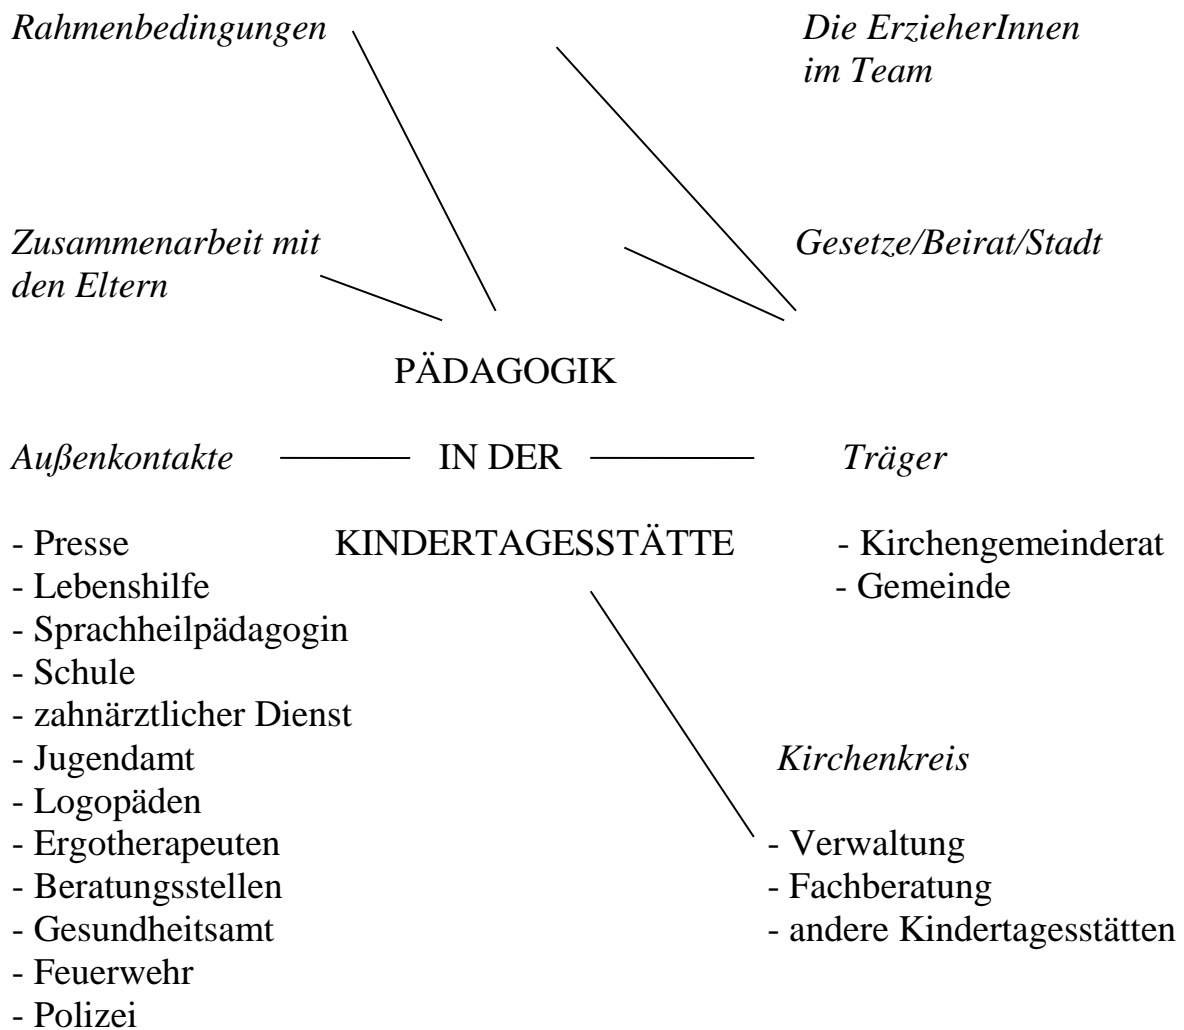 Rahmenbedingungen
Die ErzieherInnen
im Team
Zusammenarbeit mit
den Eltern
Gesetze/Beirat/Stadt
PÄDAGOGIK
Außenkontakte
IN DER
Träger
- Presse
KINDERTAGESSTÄTTE
- Kirchengemeinderat
- Lebenshilfe
- Gemeinde
- Sprachheilpädagogin
- Schule
- zahnärztlicher Dienst
- Jugendamt
Kirchenkreis
- Logopäden
- Ergotherapeuten
- Verwaltung
- Beratungsstellen
- Fachberatung
- Gesundheitsamt
- andere Kindertagesstätten
- Feuerwehr
- Polizei